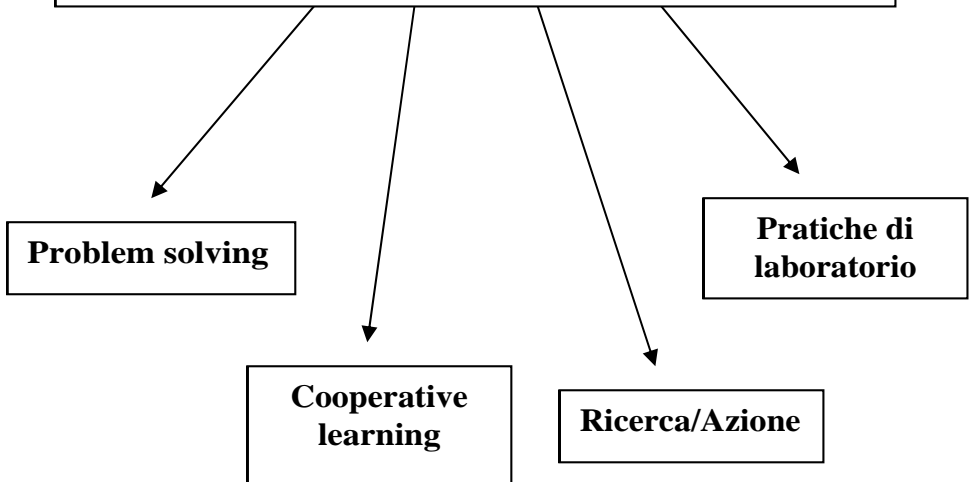 Problem solving
Pratiche di
laboratorio
Cooperative
learning
Ricerca/Azione